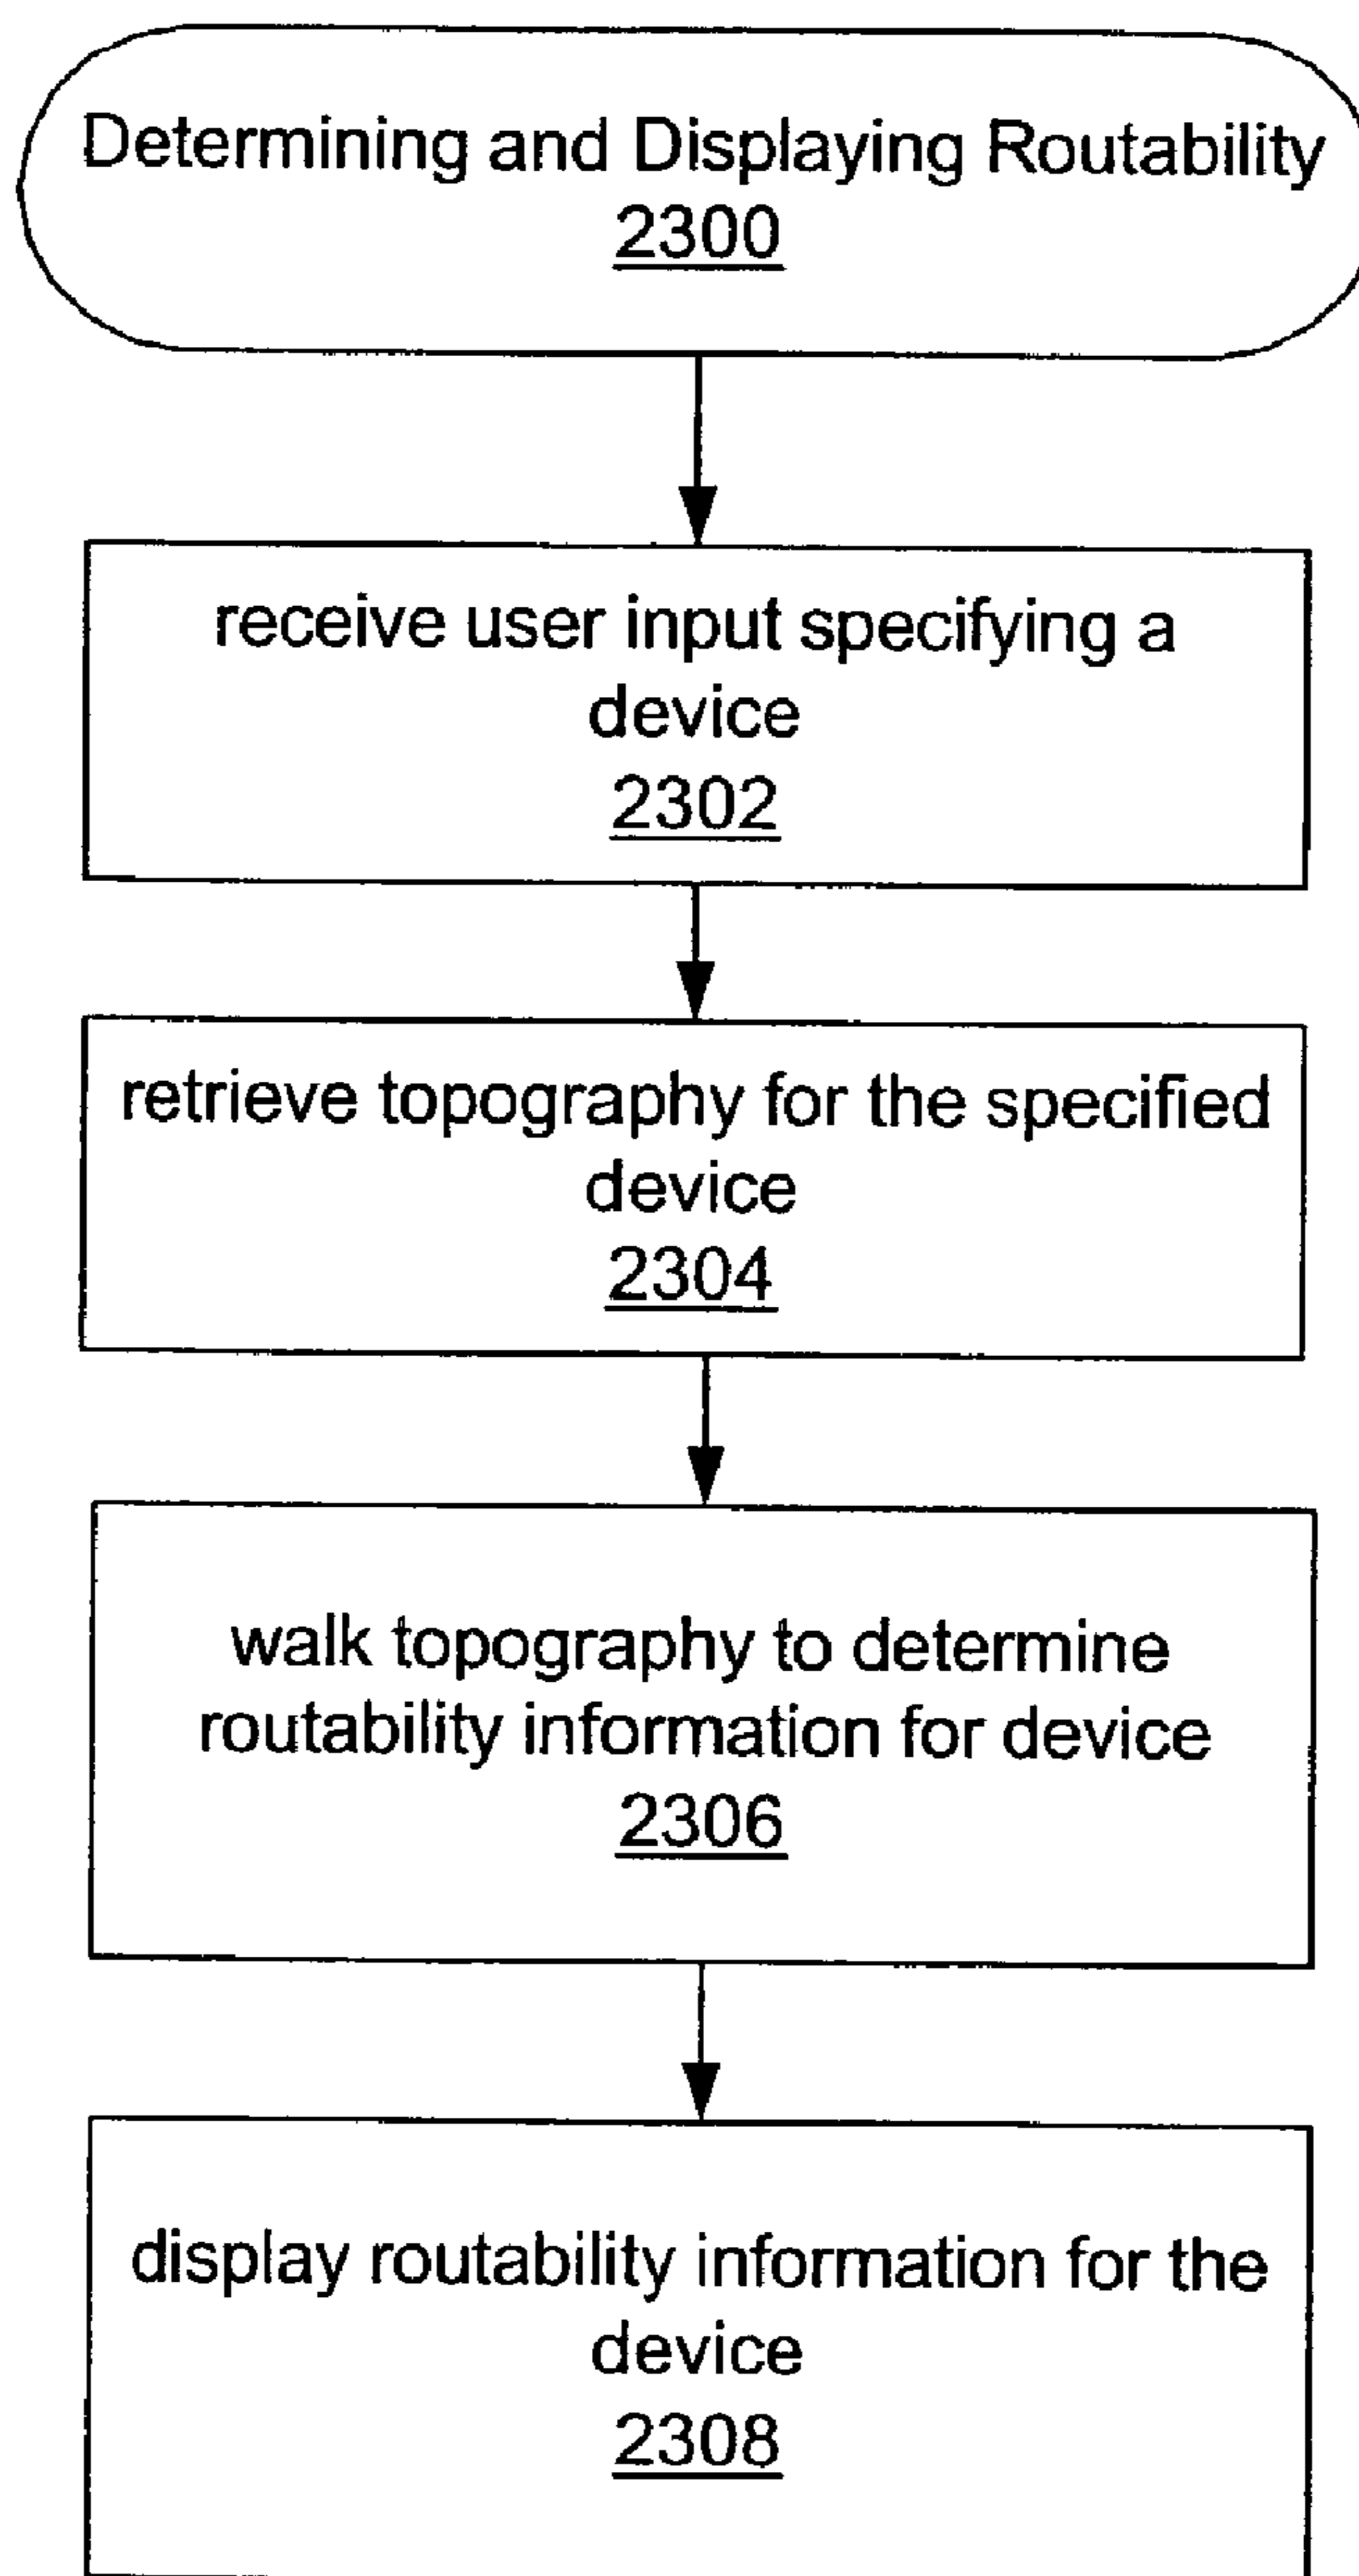 Determining and Displaying Routability
2300
receive user input specifying a
device
2302
retrieve topography for the specified
device
2304
walk topography to determine
routability information for device
2306
display routability information for the
device
2308